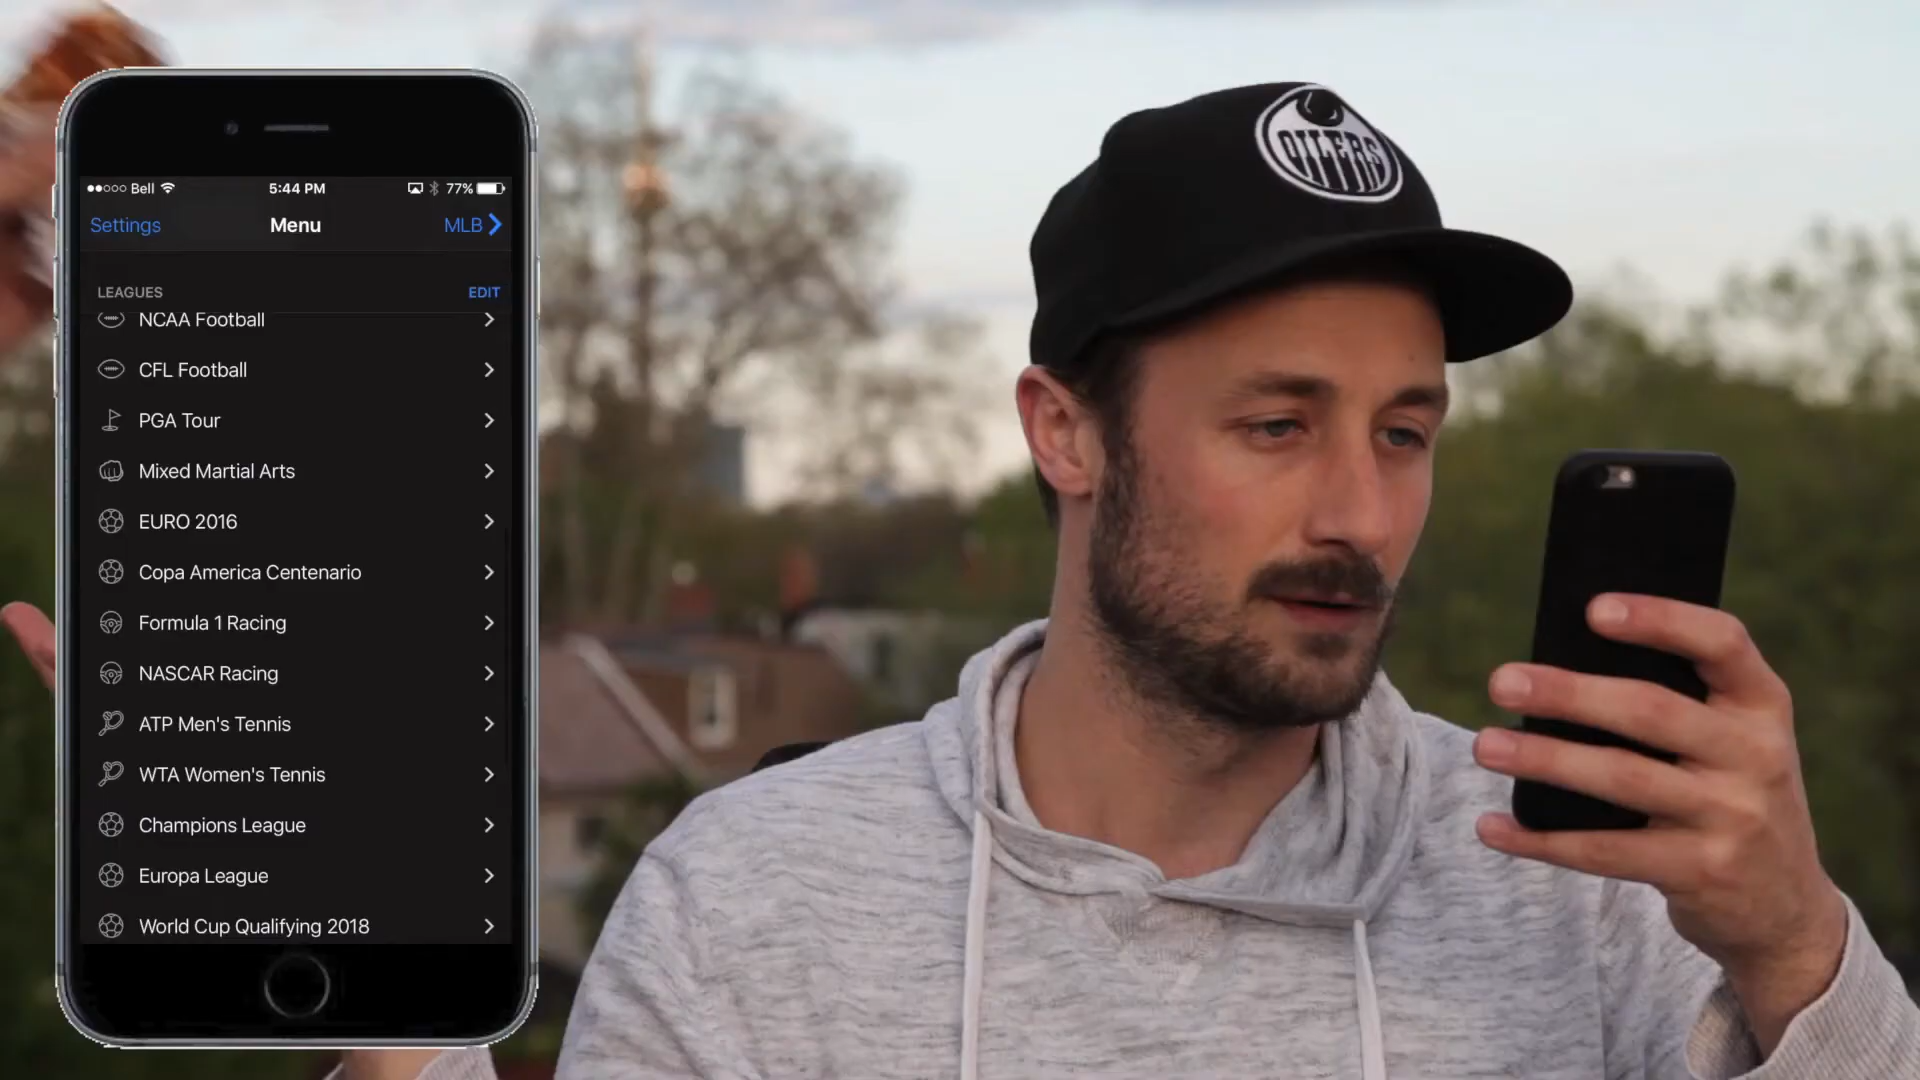 Bell 5:44 PM 77%
Settings Menu MLB
LEAGUES EDIT
NCAA Football
CFL Football
PGA Tour
Mixed Martial Arts
EURO 2016
Copa America Centenario
Formula 1 Racing
NASCAR Racing
ATP Men's Tennis
WTA Women's Tennis
Champions League
Europa League
World Cup Qualifying 2018
OILERS